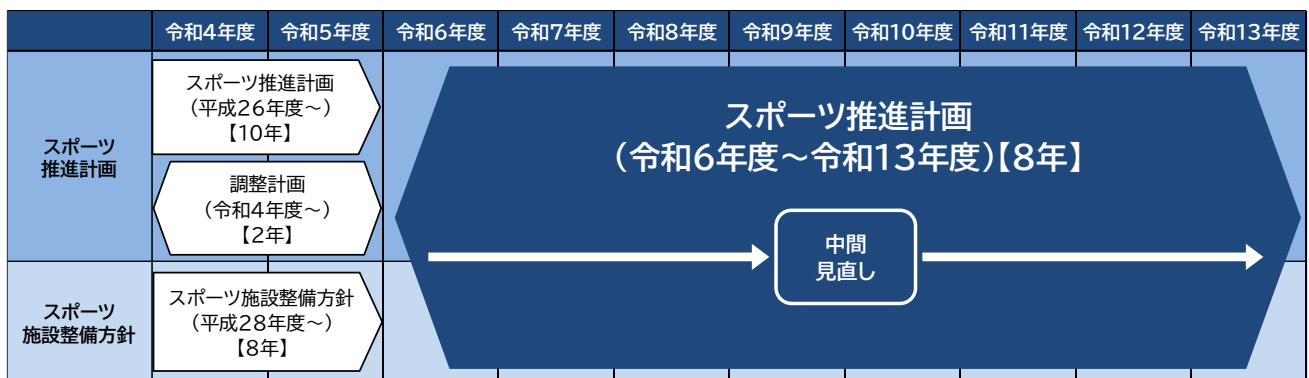 令和4年度 令和5年度 令和6年度 令和7年度 令和8年度 令和9年度 令和10年度 令和11年度 令和12年度 令和13年度
スポーツ
推進計画
スポーツ推進計画
(平成26年度～)
【10年】
調整計画
(令和4年度～)
【2年】
スポーツ推進計画
(令和6年度～令和13年度)【8年】
中間
見直し
スポーツ
施設整備方針
スポーツ施設整備方針
(平成28年度～)
【8年】